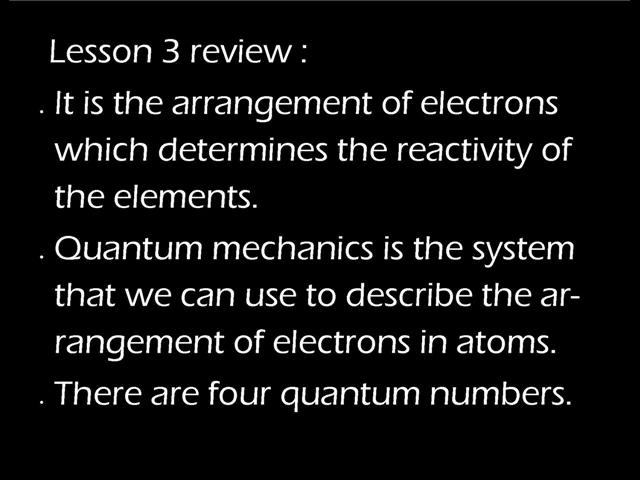 Lesson 3 review :
. It is the arrangement of electrons
which determines the reactivity of
the elements.
. Quantum mechanics is the system
that we can use to describe the ar-
rangement of electrons in atoms.
. There are four quantum numbers.